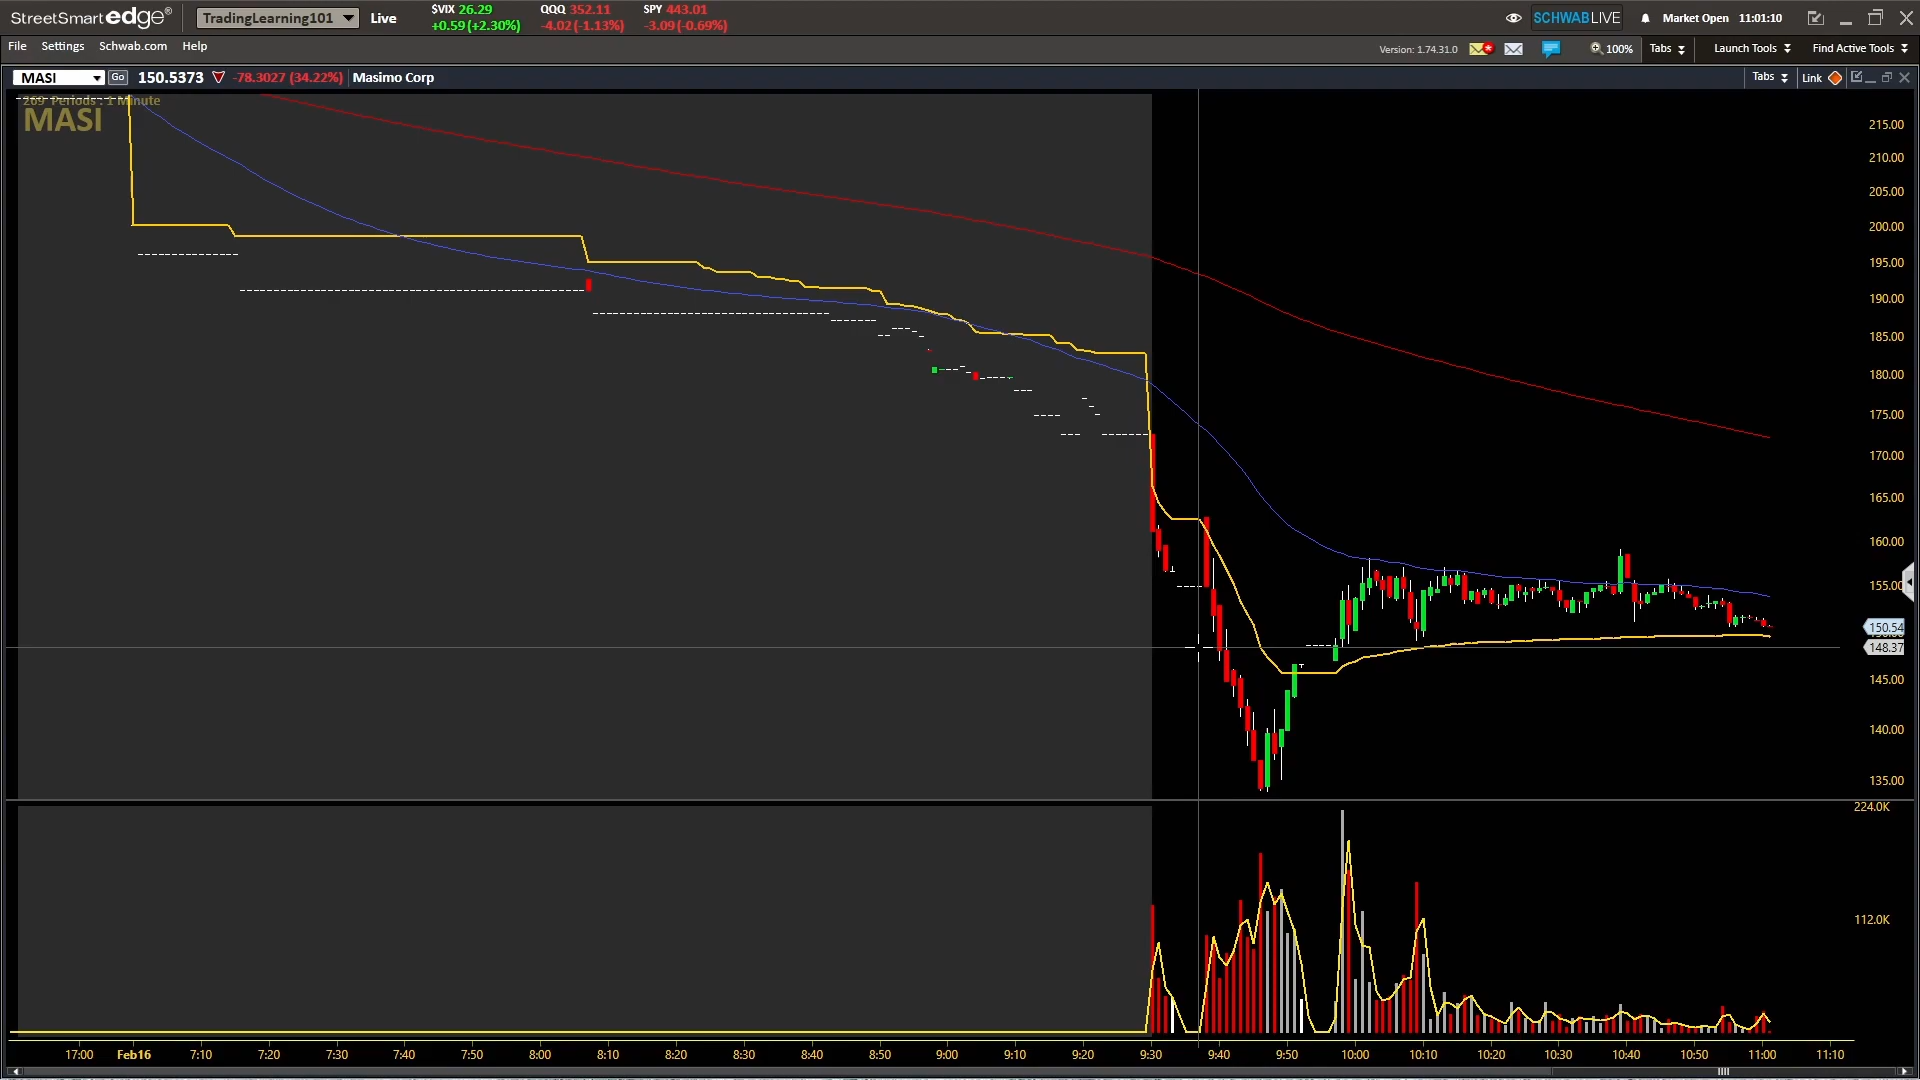 StreetSmart edge®
TradingLearning101
Live
$VIX 26.29
+0.59 (+2.30%)
QQQ 352.11
-4.02 (-1.13%)
SPY 443.01
-3.09 (-0.69%)
SCHWABLIVE
Market Open 11:01:10
File Settings Schwab.com Help
Version: 1.74.31.0
100%
Tabs
Launch Tools
Find Active Tools
MASI Go 150.5373 -78.3027 (34.22%) Masimo Corp
Tabs Link
269 Periods : 1 Minute
MASI
215.00
210.00
205.00
200.00
195.00
190.00
185.00
180.00
175.00
170.00
165.00
160.00
155.00
150.54
148.37
145.00
140.00
135.00
224.0K
112.0K
17:00 Feb16 7:10 7:20 7:30 7:40 7:50 8:00 8:10 8:20 8:30 8:40 8:50 9:00 9:10 9:20 9:30 9:40 9:50 10:00 10:10 10:20 10:30 10:40 10:50 11:00 11:10